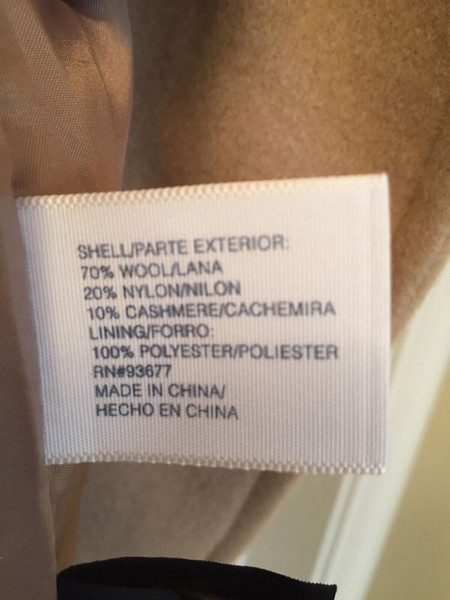 SHELL/PARTE EXTERIOR:
70% WOOL/LANA
20% NYLON/NILON
10% CASHMERE/CACHEMIRA
LINING/FORRO:
100% POLYESTER/POLIESTER
RN#93677
MADE IN CHINA/
HECHO EN CHINA